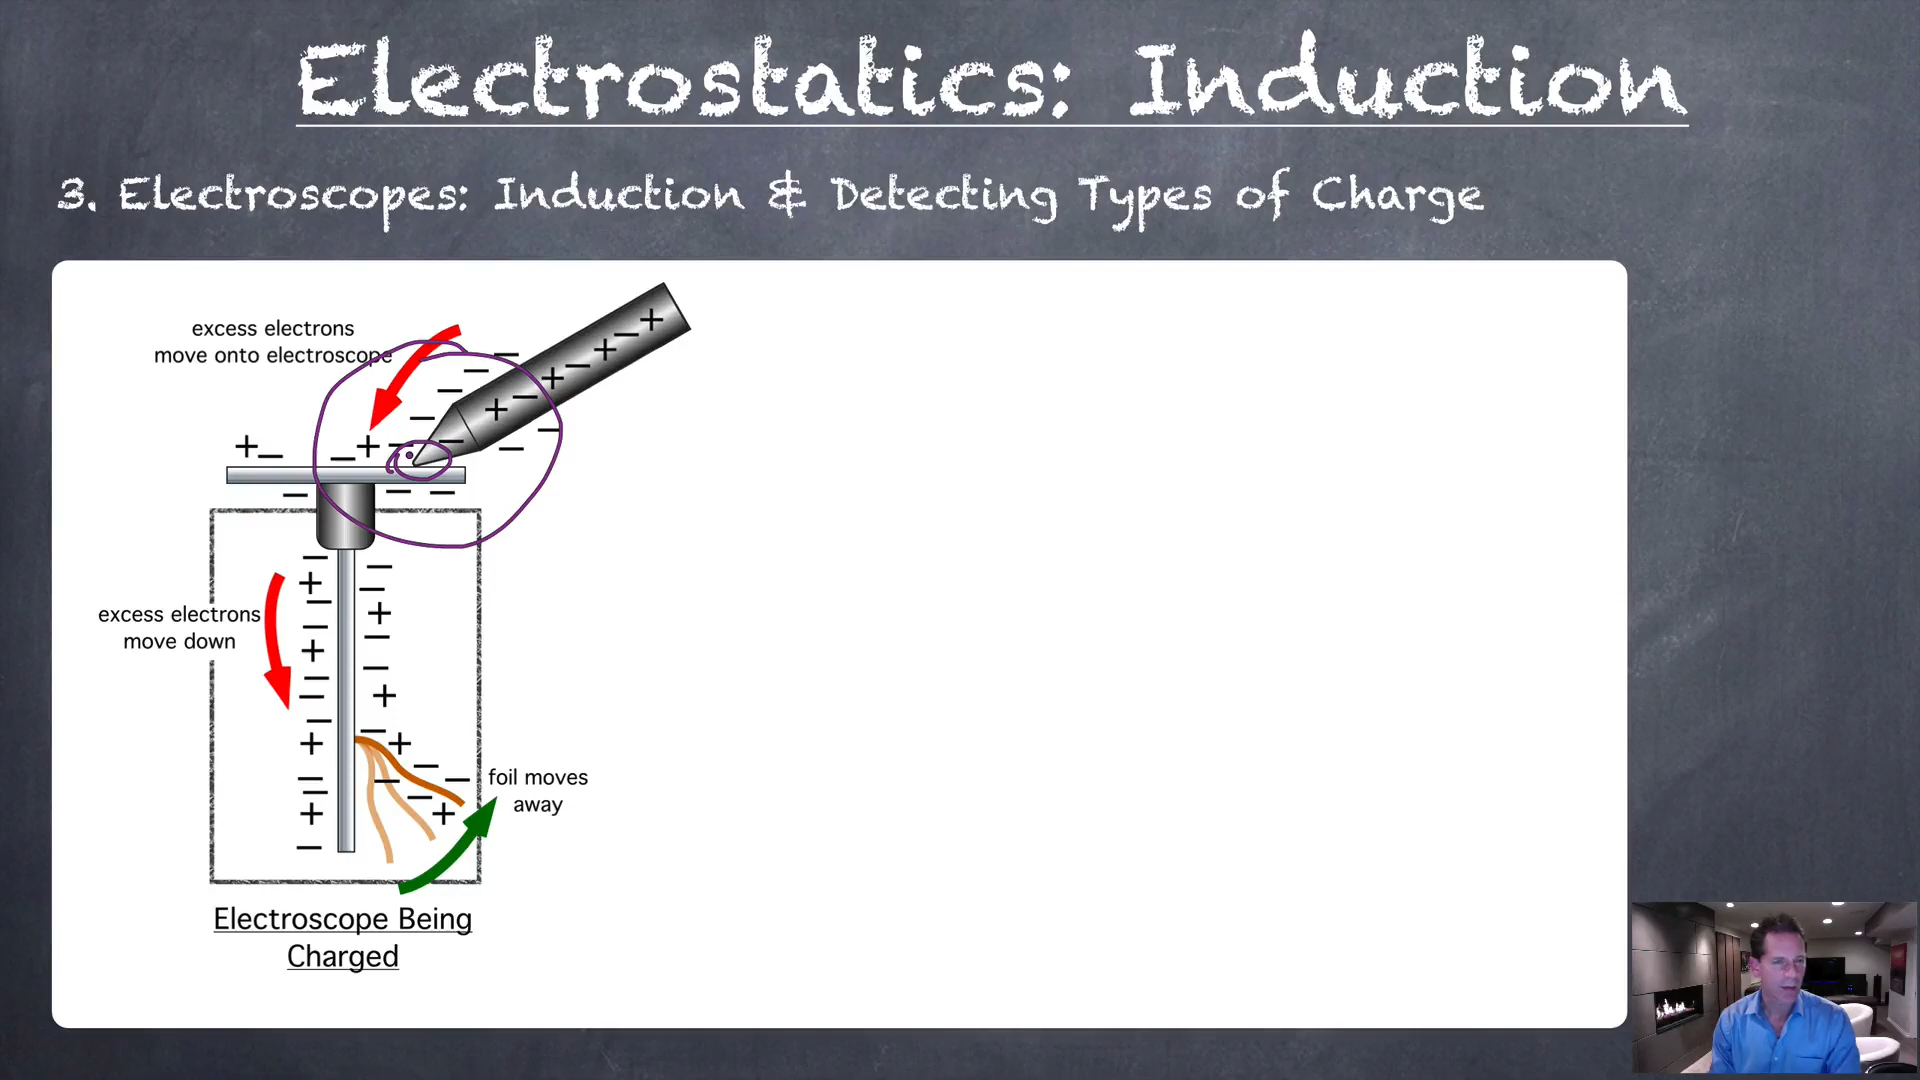 Electrostatics: Induction
3. Electroscopes: Induction & Detecting Types of Charge
excess electrons
move onto electroscope
excess electrons
move down
foil moves
away
Electroscope Being
Charged